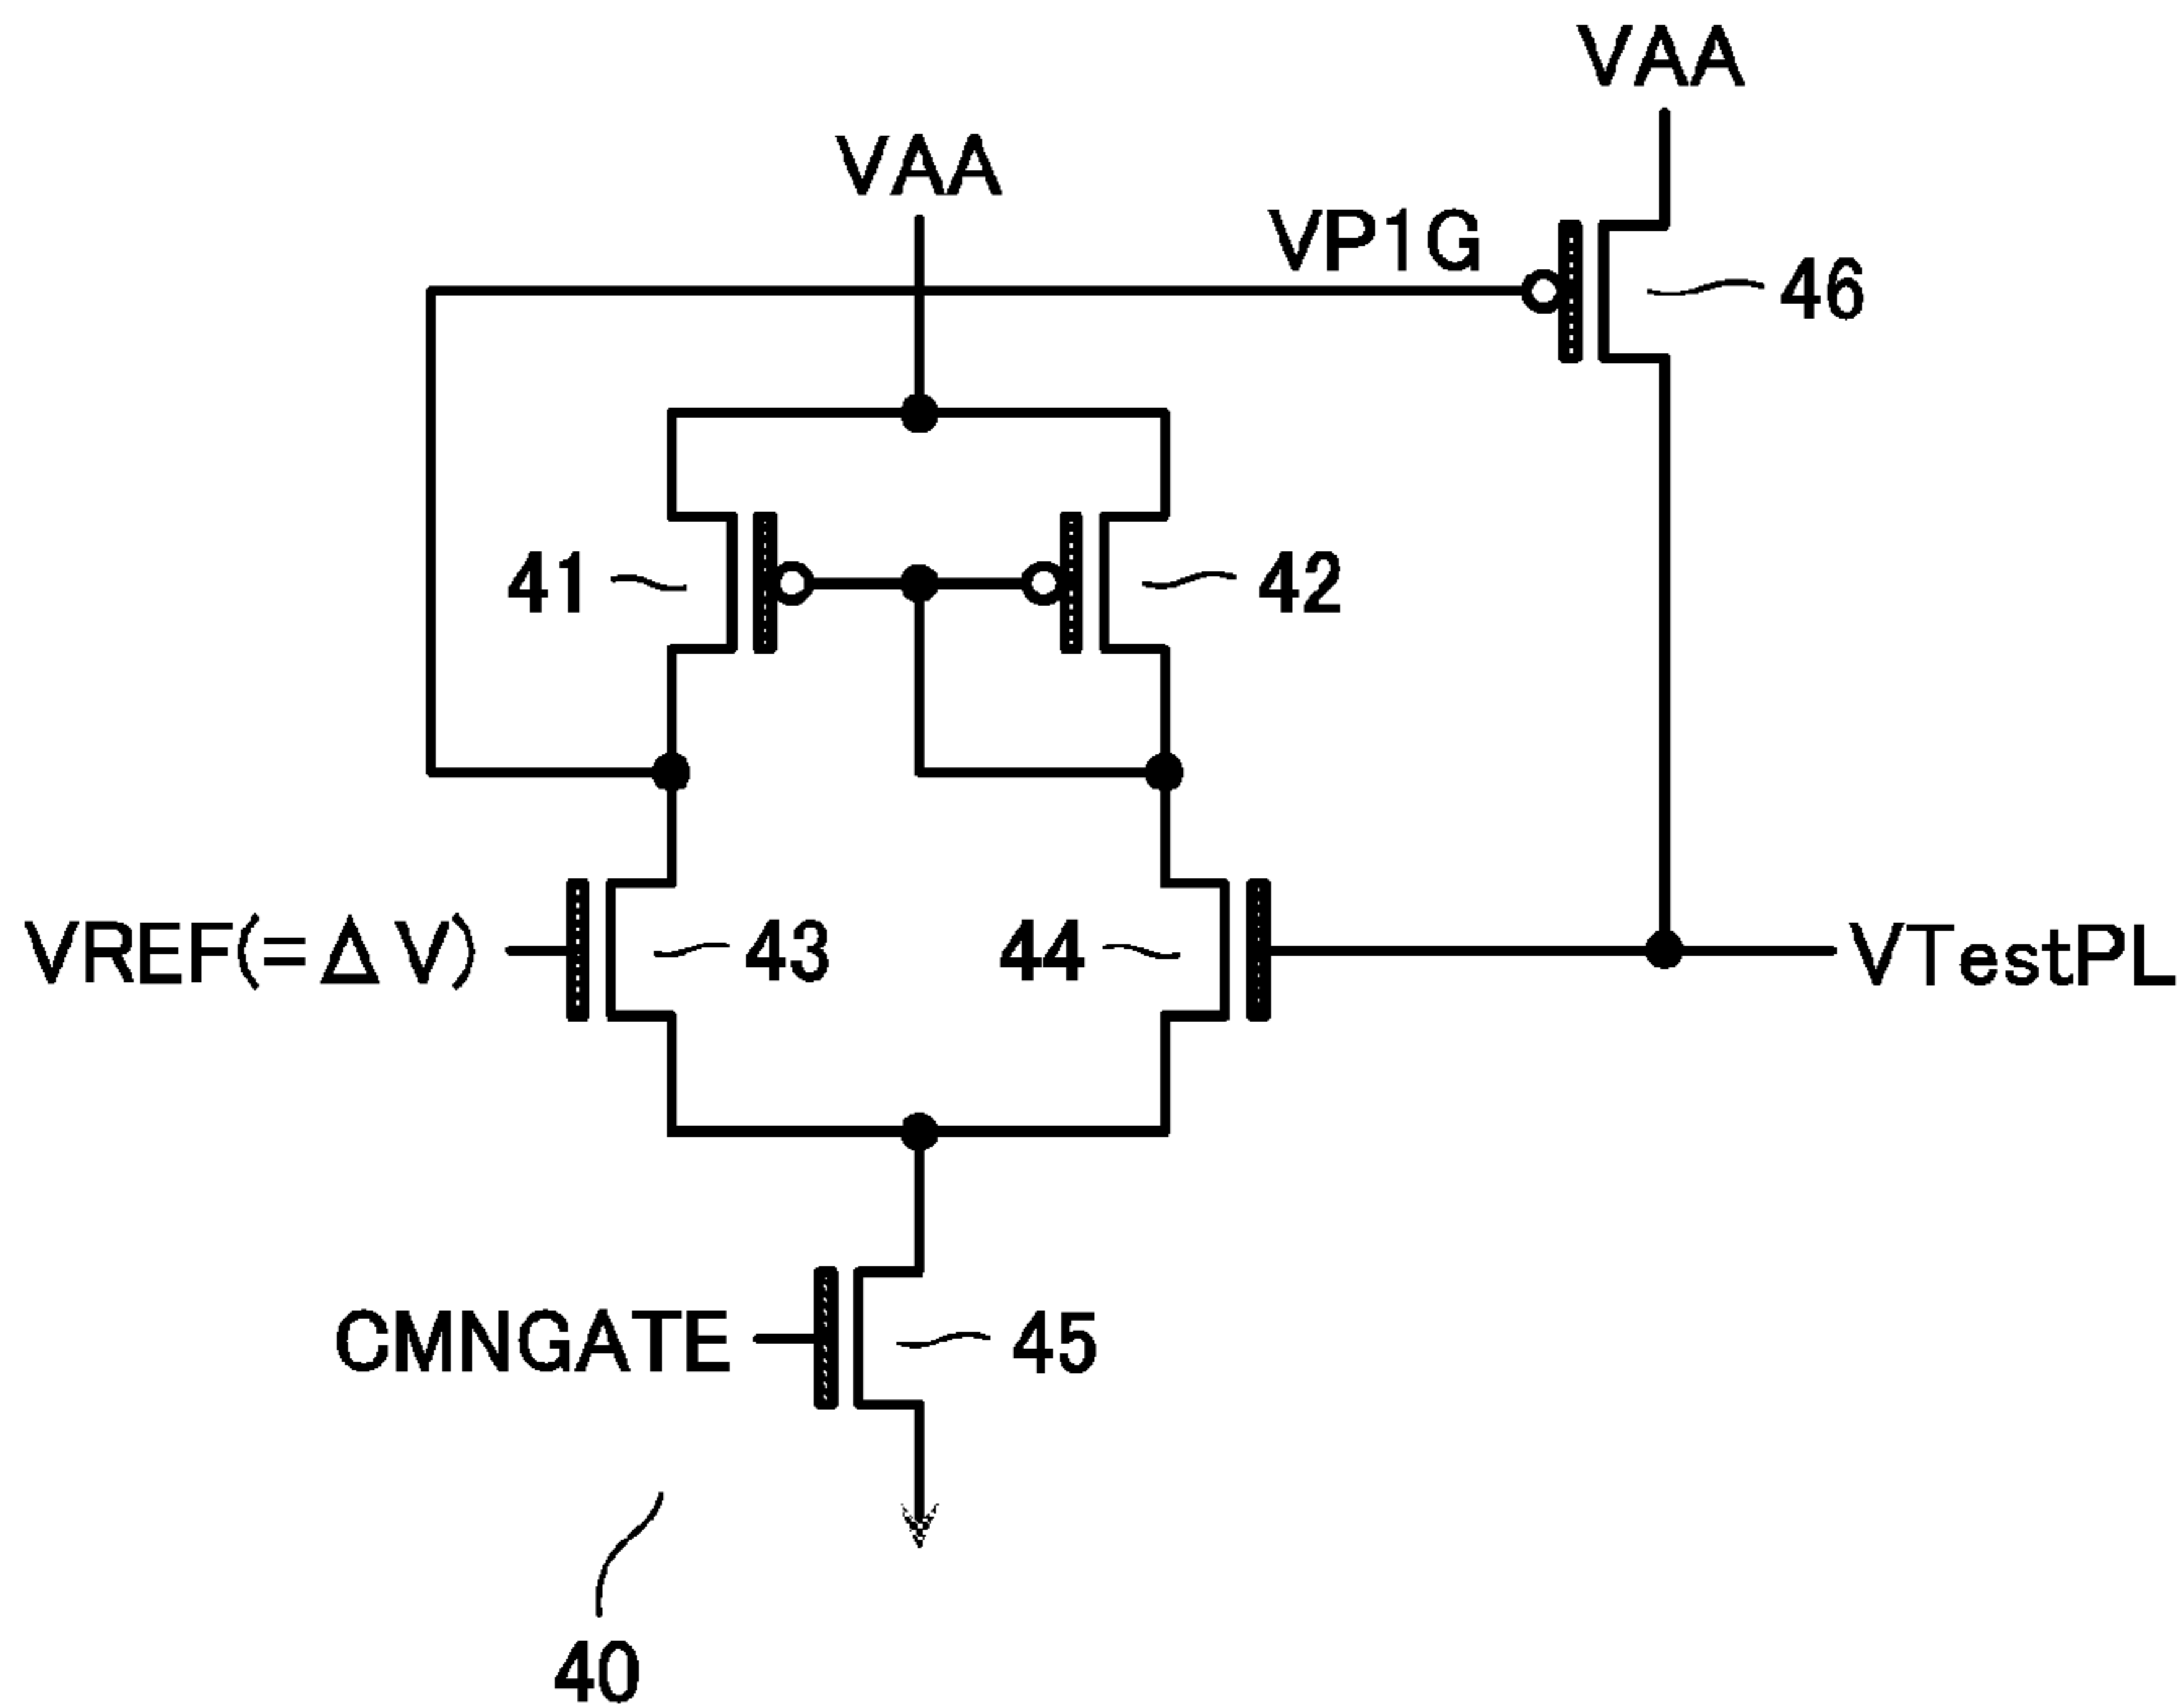 VAA
VAA
VP1G
46
41
42
VREF(=ΔV)
43
44
VTestPL
CMNGATE
45
40